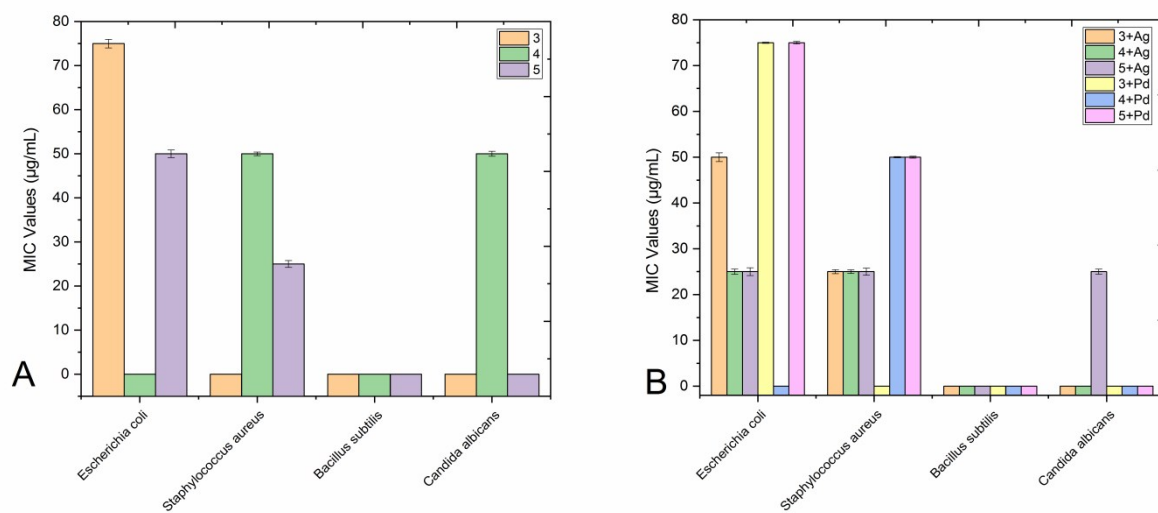 80
70
60
50
40
30
20
10
0
MIC Values (µg/mL)
3
4
5
A
Escherichia coli
Staphylococcus aureus
Bacillus subtilis
Candida albicans
80
70
60
50
40
30
20
10
0
MIC Values (µg/mL)
3+Ag
4+Ag
5+Ag
3+Pd
4+Pd
5+Pd
B
Escherichia coli
Staphylococcus aureus
Bacillus subtilis
Candida albicans